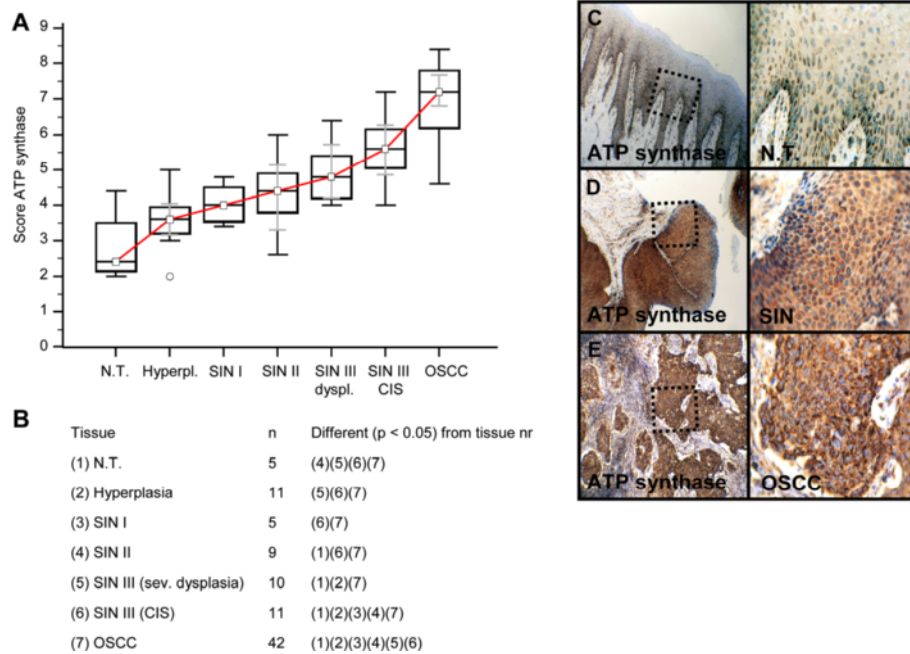 A
Score ATP synthase
9
8
7
6
5
4
3
2
1
0
N.T. Hyperpl. SIN I SIN II SIN III dyspl. SIN III CIS OSCC
B
Tissue n Different (p < 0.05) from tissue nr
(1) N.T. 5 (4)(5)(6)(7)
(2) Hyperplasia 11 (5)(6)(7)
(3) SIN I 5 (6)(7)
(4) SIN II 9 (1)(6)(7)
(5) SIN III (sev. dysplasia) 10 (1)(2)(7)
(6) SIN III (CIS) 11 (1)(2)(3)(4)(7)
(7) OSCC 42 (1)(2)(3)(4)(5)(6)
C
ATP synthase N.T.
D
ATP synthase SIN
E
ATP synthase OSCC